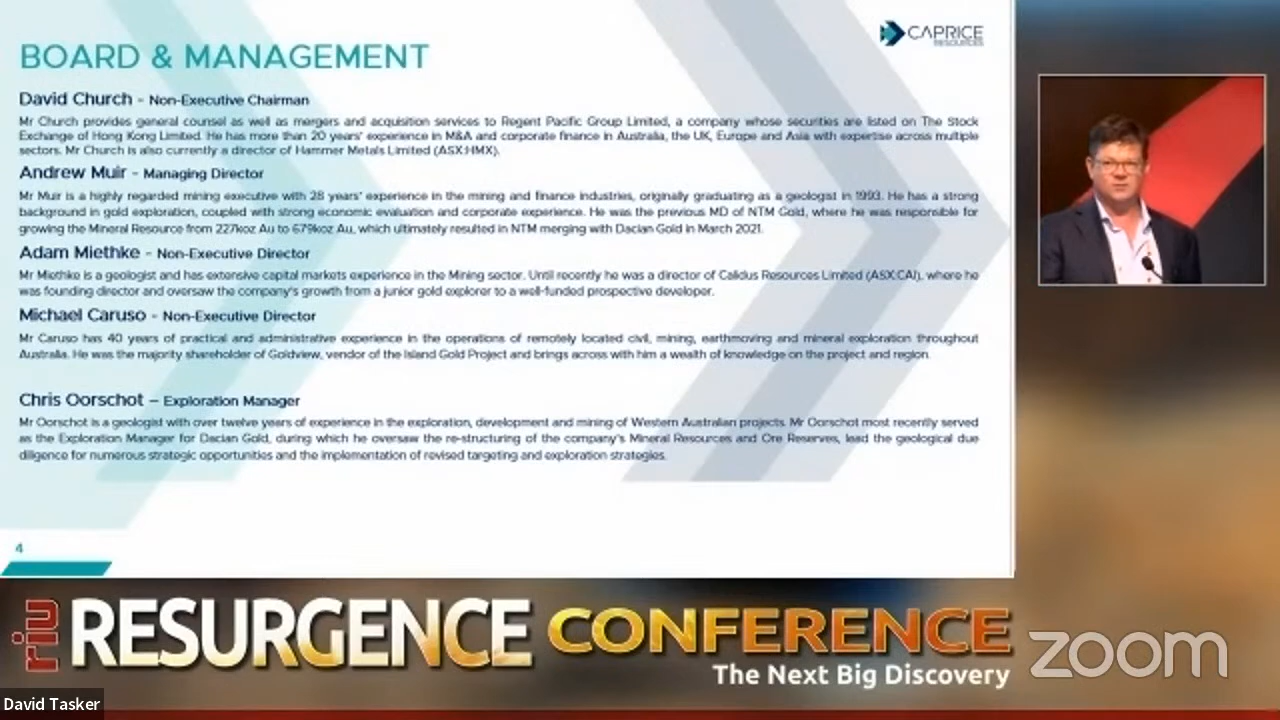 CAPRICE
RESOURCES
BOARD & MANAGEMENT
David Church - Non-Executive Chairman
Mr Church provides general counsel as well as mergers and acquisition services to Regent Pacific Group Limited, a company whose securities are listed on The Stock
Exchange of Hong Kong Limited. He has more than 20 years' experience in M&A and corporate finance in Australia, the UK, Europe and Asia with expertise across multiple
sectors. Mr Church is also currently a director of Hammer Metals Limited (ASX:HMX).
Andrew Muir - Managing Director
Mr Muir is a highly regarded mining executive with 28 years' experience in the mining and finance industries, originally graduating as a geologist in 1993. He has a strong
background in gold exploration, coupled with strong economic evaluation and corporate experience. He was the previous MD of NTM Gold, where he was responsible for
growing the Mineral Resource from 227koz Au to 679koz Au, which ultimately resulted in NTM merging with Dacian Gold in March 2021.
Adam Miethke - Non-Executive Director
Mr Miethke is a geologist and has extensive capital markets experience in the Mining sector. Until recently he was a director of Calidus Resources Limited (ASX:CAI), where he
was founding director and oversaw the company's growth from a junior gold explorer to a well-funded prospective developer.
Michael Caruso - Non-Executive Director
Mr Caruso has 40 years of practical and administrative experience in the operations of remotely located civil, mining, earthmoving and mineral exploration throughout
Australia. He was the majority shareholder of Goldview, vendor of the Island Gold Project and brings across with him a wealth of knowledge on the project and region.
Chris Oorschot – Exploration Manager
Mr Oorschot is a geologist with over twelve years of experience in the exploration, development and mining of Western Australian projects. Mr Oorschot most recently served
as the Exploration Manager for Dacian Gold, during which he oversaw the re-structuring of the company's Mineral Resources and Ore Reserves, lead the geological due
diligence for numerous strategic opportunities and the implementation of revised targeting and exploration strategies.
4
riu RESURGENCE CONFERENCE
The Next Big Discovery
zoom
David Tasker